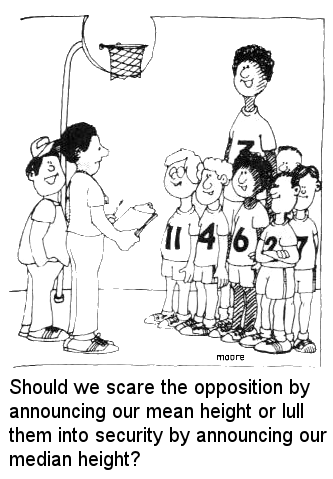 3
11 4 6 2 7
moore
Should we scare the opposition by
announcing our mean height or lull
them into security by announcing our
median height?